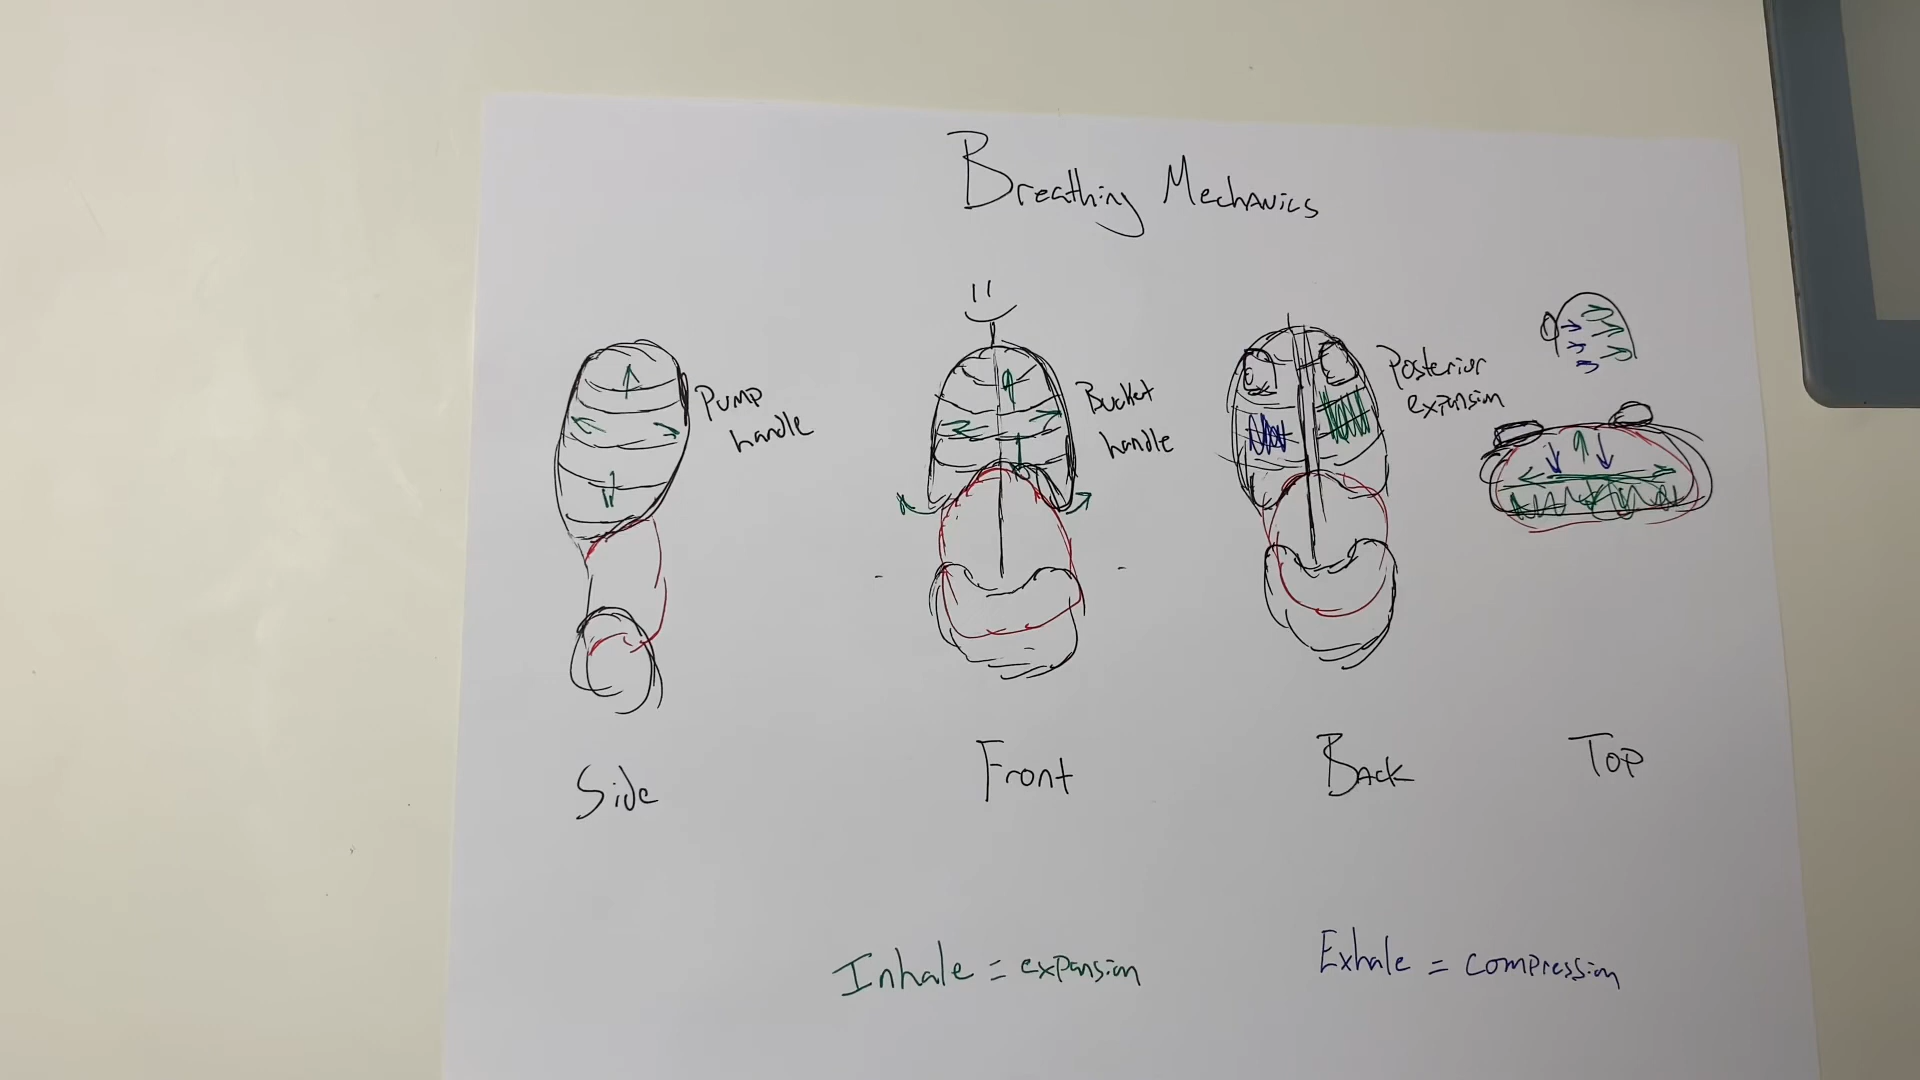 Breathing Mechanics
Pump
handle
Bucket
handle
Posterior
expansion
Side
Front
Back
Top
Inhale = expansion
Exhale = compression